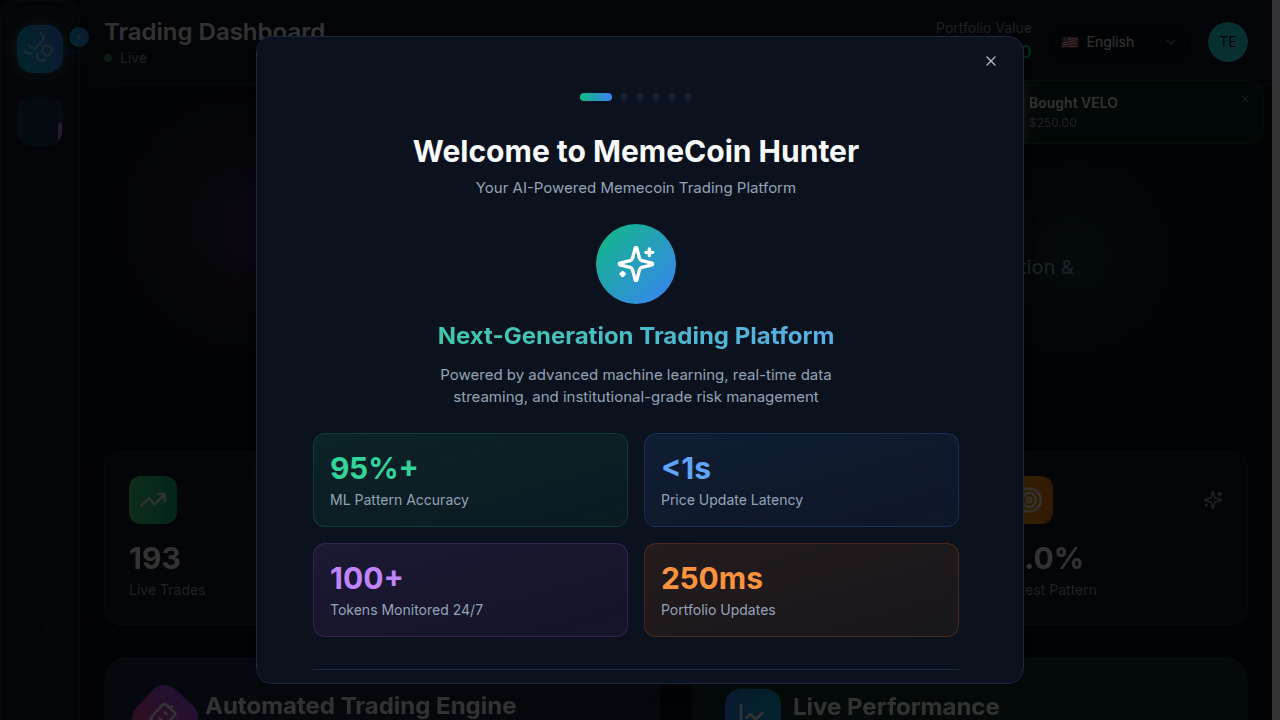 Trading Dashboard
Live
Portfolio Value
0
🇺🇸 English
TE
Bought VELO
$250.00
Welcome to MemeCoin Hunter
Your AI-Powered Memecoin Trading Platform
tion &
Next-Generation Trading Platform
Powered by advanced machine learning, real-time data
streaming, and institutional-grade risk management
95%+
ML Pattern Accuracy
<1s
Price Update Latency
100+
Tokens Monitored 24/7
250ms
Portfolio Updates
193
Live Trades
.0%
test Pattern
Automated Trading Engine
Live Performance